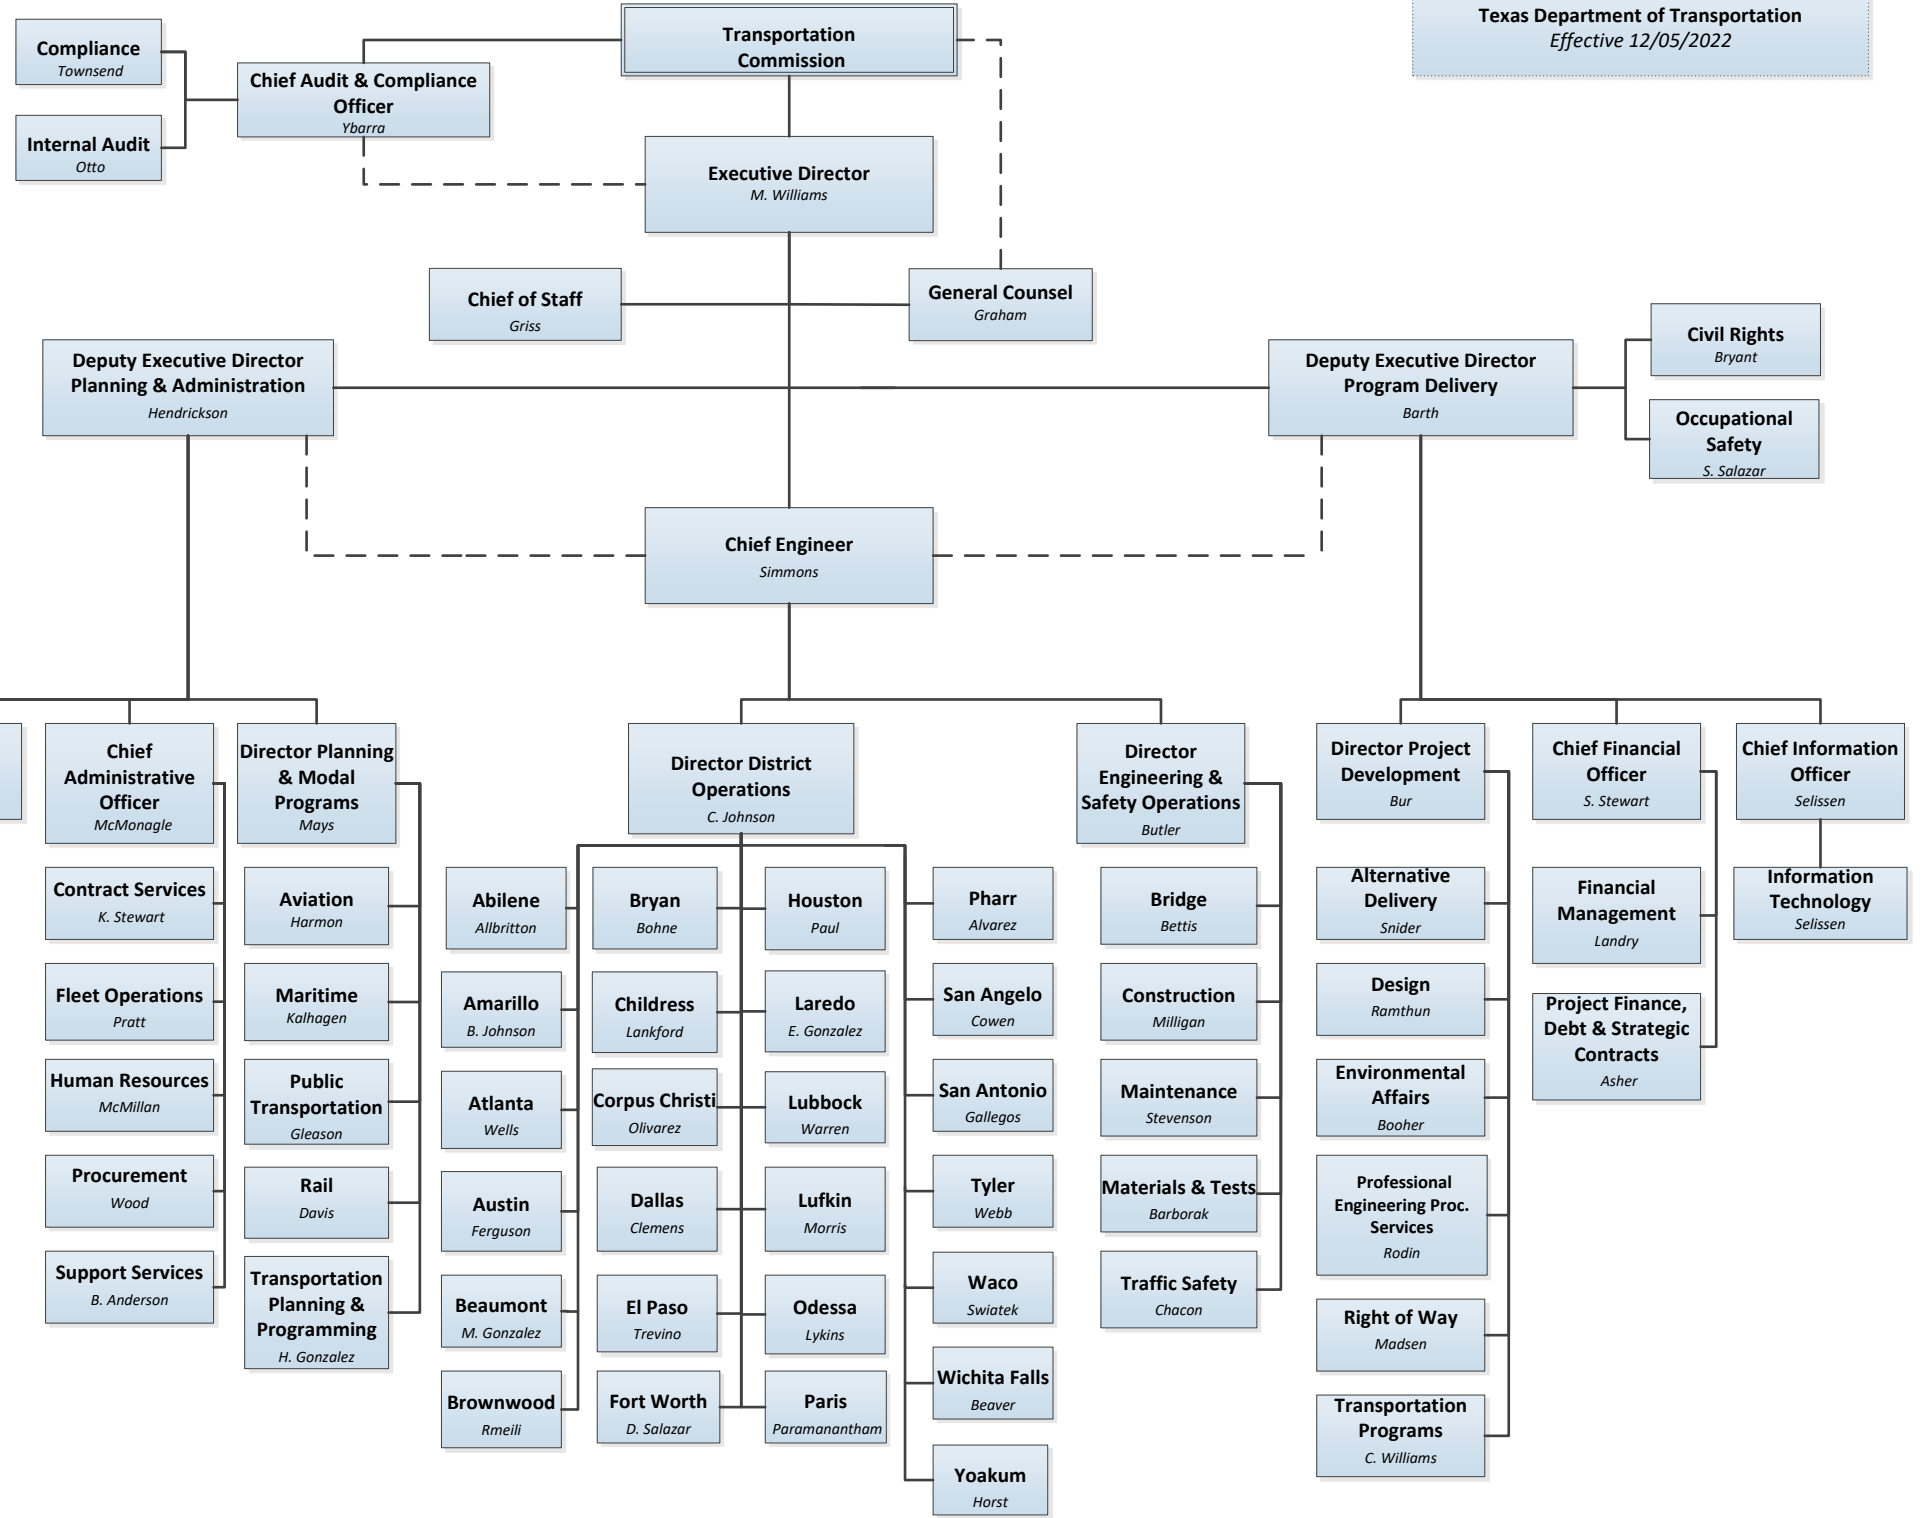 Texas Department of Transportation
Effective 12/05/2022
Transportation
Commission
Compliance
Townsend
Internal Audit
Otto
Chief Audit & Compliance
Officer
Ybarra
Executive Director
M. Williams
Chief of Staff
Griss
General Counsel
Graham
Deputy Executive Director
Planning & Administration
Hendrickson
Deputy Executive Director
Program Delivery
Barth
Civil Rights
Bryant
Occupational
Safety
S. Salazar
Chief Engineer
Simmons
Chief
Administrative
Officer
McMonagle
Contract Services
K. Stewart
Fleet Operations
Pratt
Human Resources
McMillan
Procurement
Wood
Support Services
B. Anderson
Director Planning
& Modal
Programs
Mays
Aviation
Harmon
Maritime
Kalhagen
Public
Transportation
Gleason
Rail
Davis
Transportation
Planning &
Programming
H. Gonzalez
Director District
Operations
C. Johnson
Abilene
Allbritton
Amarillo
B. Johnson
Atlanta
Wells
Austin
Ferguson
Beaumont
M. Gonzalez
Brownwood
Rmeili
Bryan
Bohne
Childress
Lankford
Corpus Christi
Olivarez
Dallas
Clemens
El Paso
Trevino
Fort Worth
D. Salazar
Houston
Paul
Laredo
E. Gonzalez
Lubbock
Warren
Lufkin
Morris
Odessa
Lykins
Paris
Paramanantham
Pharr
Alvarez
San Angelo
Cowen
San Antonio
Gallegos
Tyler
Webb
Waco
Swiatek
Wichita Falls
Beaver
Yoakum
Horst
Director
Engineering &
Safety Operations
Butler
Bridge
Bettis
Construction
Milligan
Maintenance
Stevenson
Materials & Tests
Barborak
Traffic Safety
Chacon
Director Project
Development
Bur
Alternative
Delivery
Snider
Design
Ramthun
Environmental
Affairs
Booher
Professional
Engineering Proc.
Services
Rodin
Right of Way
Madsen
Transportation
Programs
C. Williams
Chief Financial
Officer
S. Stewart
Financial
Management
Landry
Project Finance,
Debt & Strategic
Contracts
Asher
Chief Information
Officer
Selissen
Information
Technology
Selissen